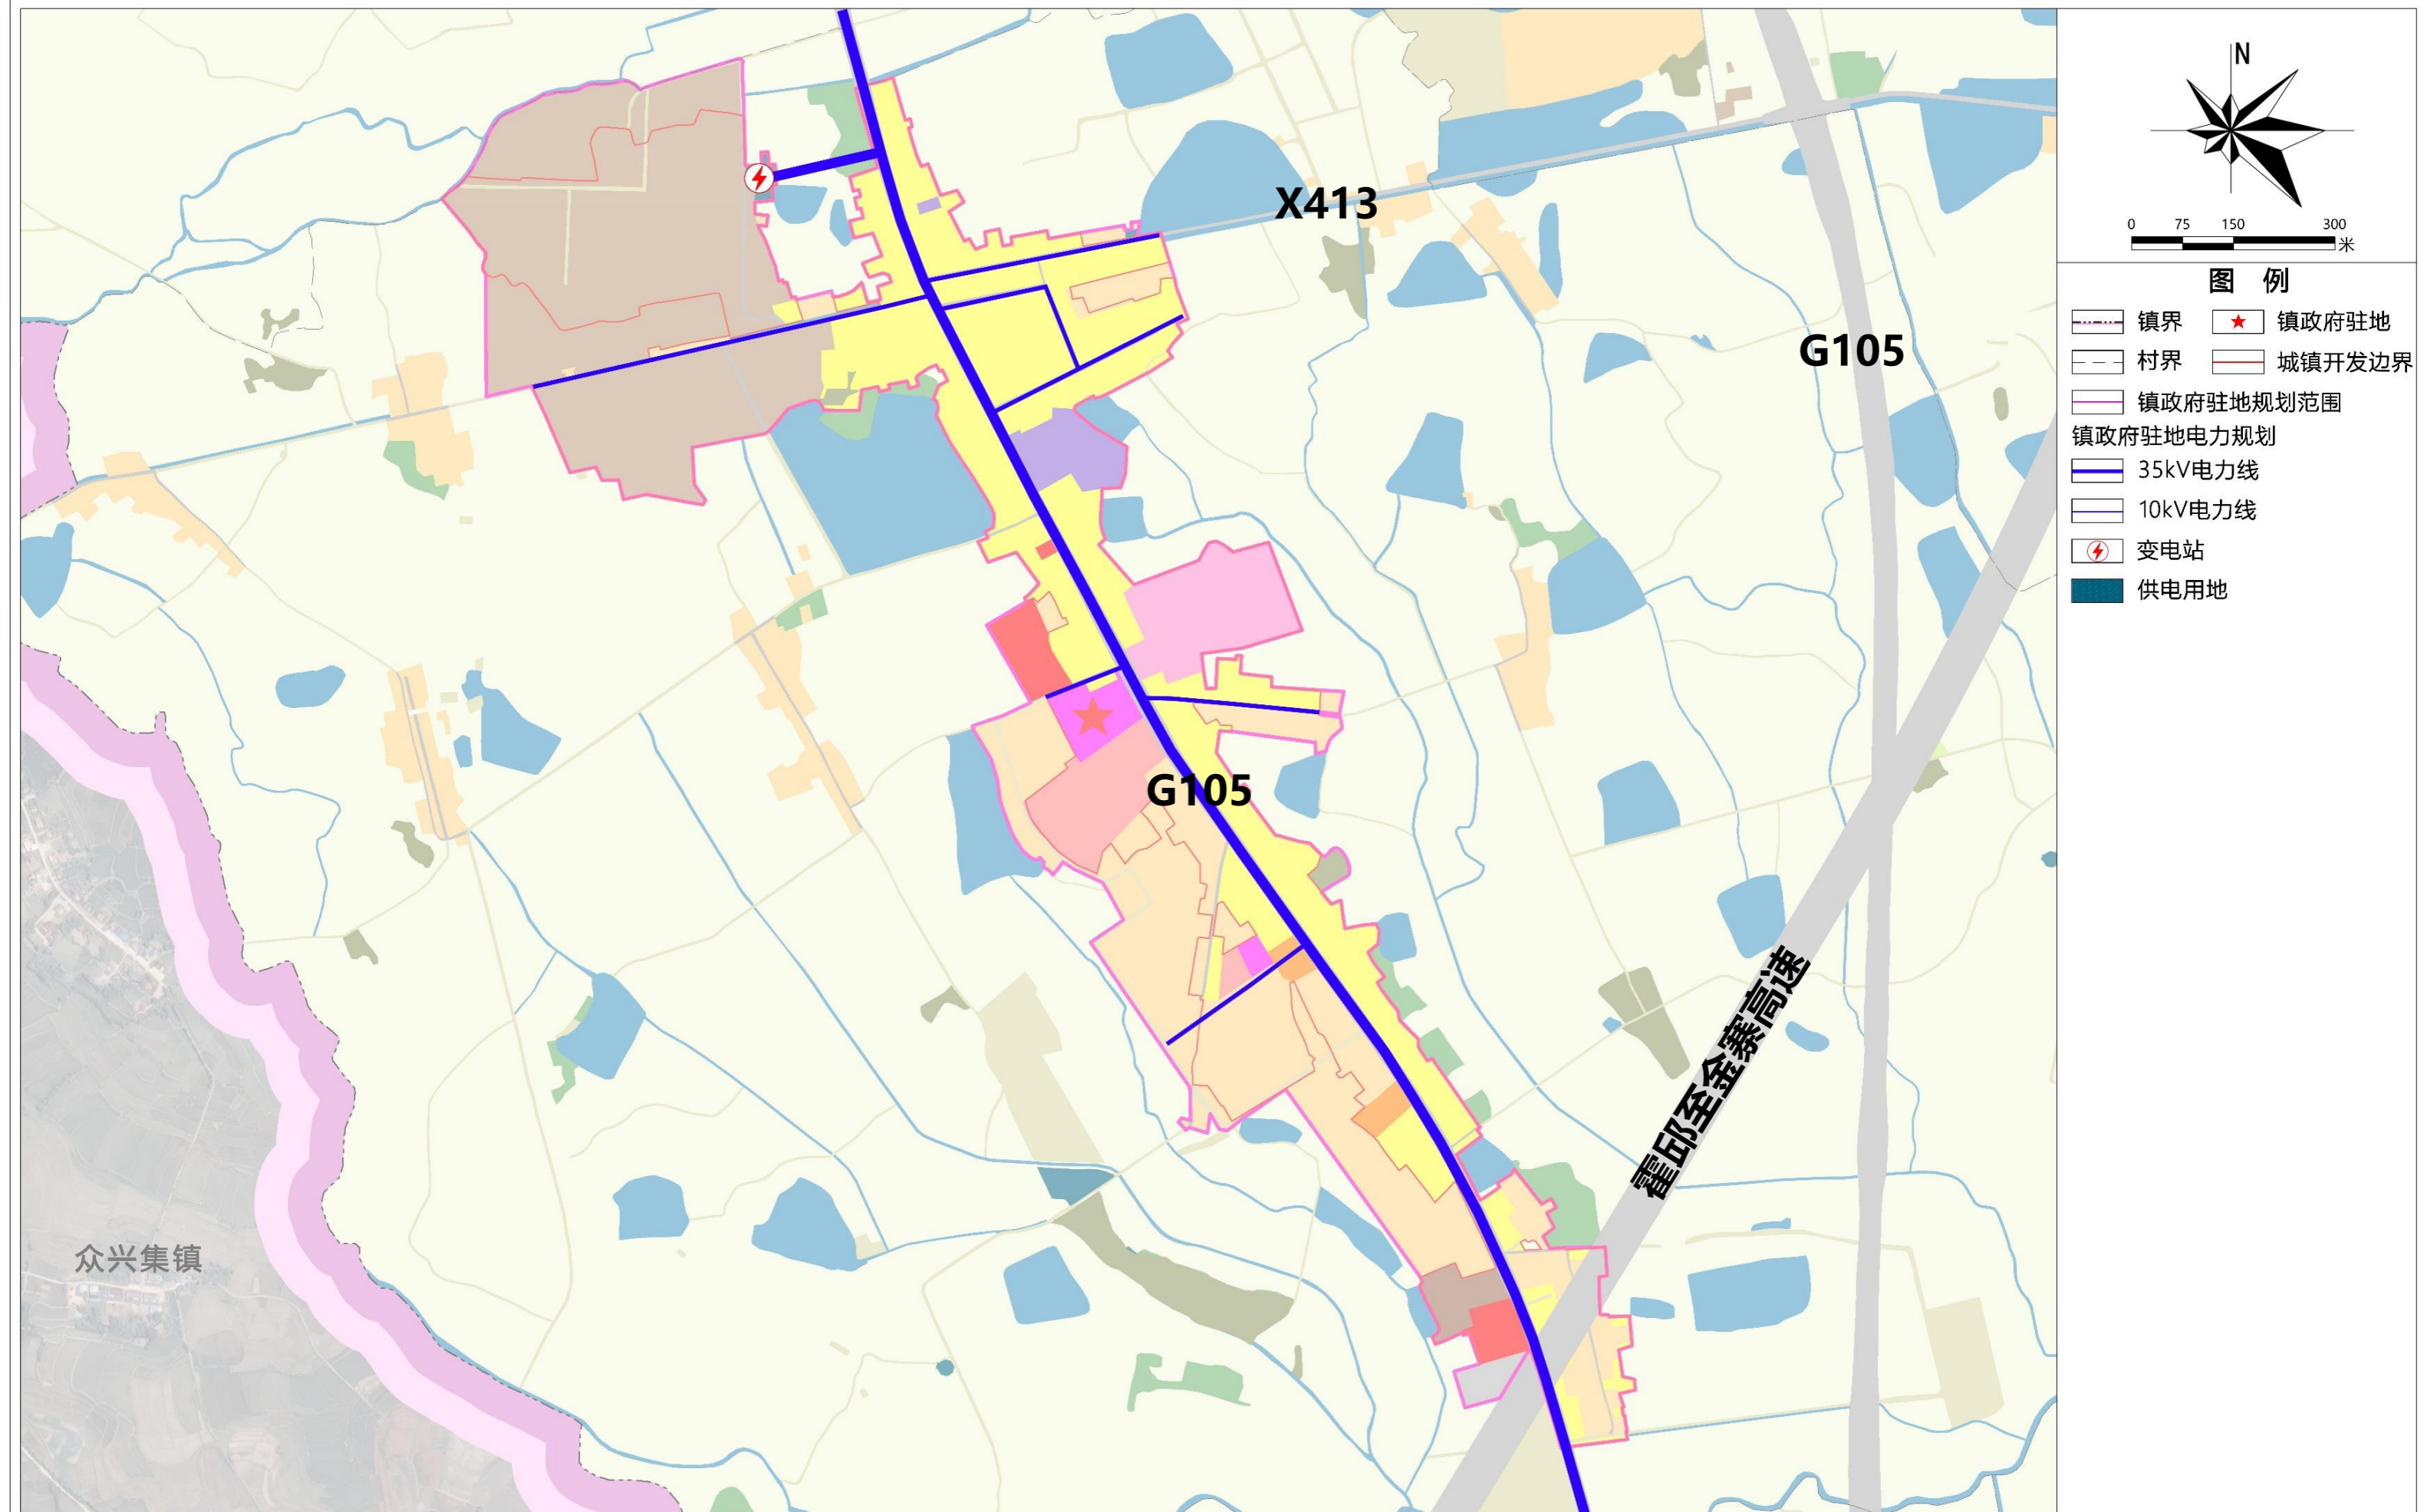 X413
G105
G105
霍邱至金寨高速
众兴集镇
N
0 75 150 300
米
图 例
镇界 镇政府驻地
村界 城镇开发边界
镇政府驻地规划范围
镇政府驻地电力规划
35kV电力线
10kV电力线
变电站
供电用地